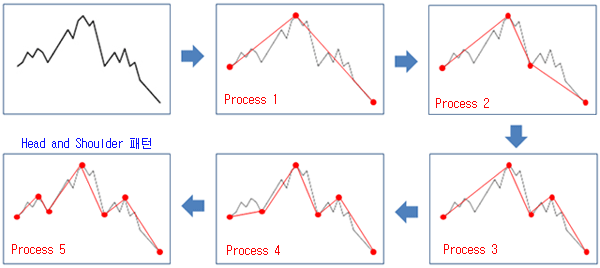 Process 1
Process 2
Head and Shoulder 패턴
Process 5
Process 4
Process 3